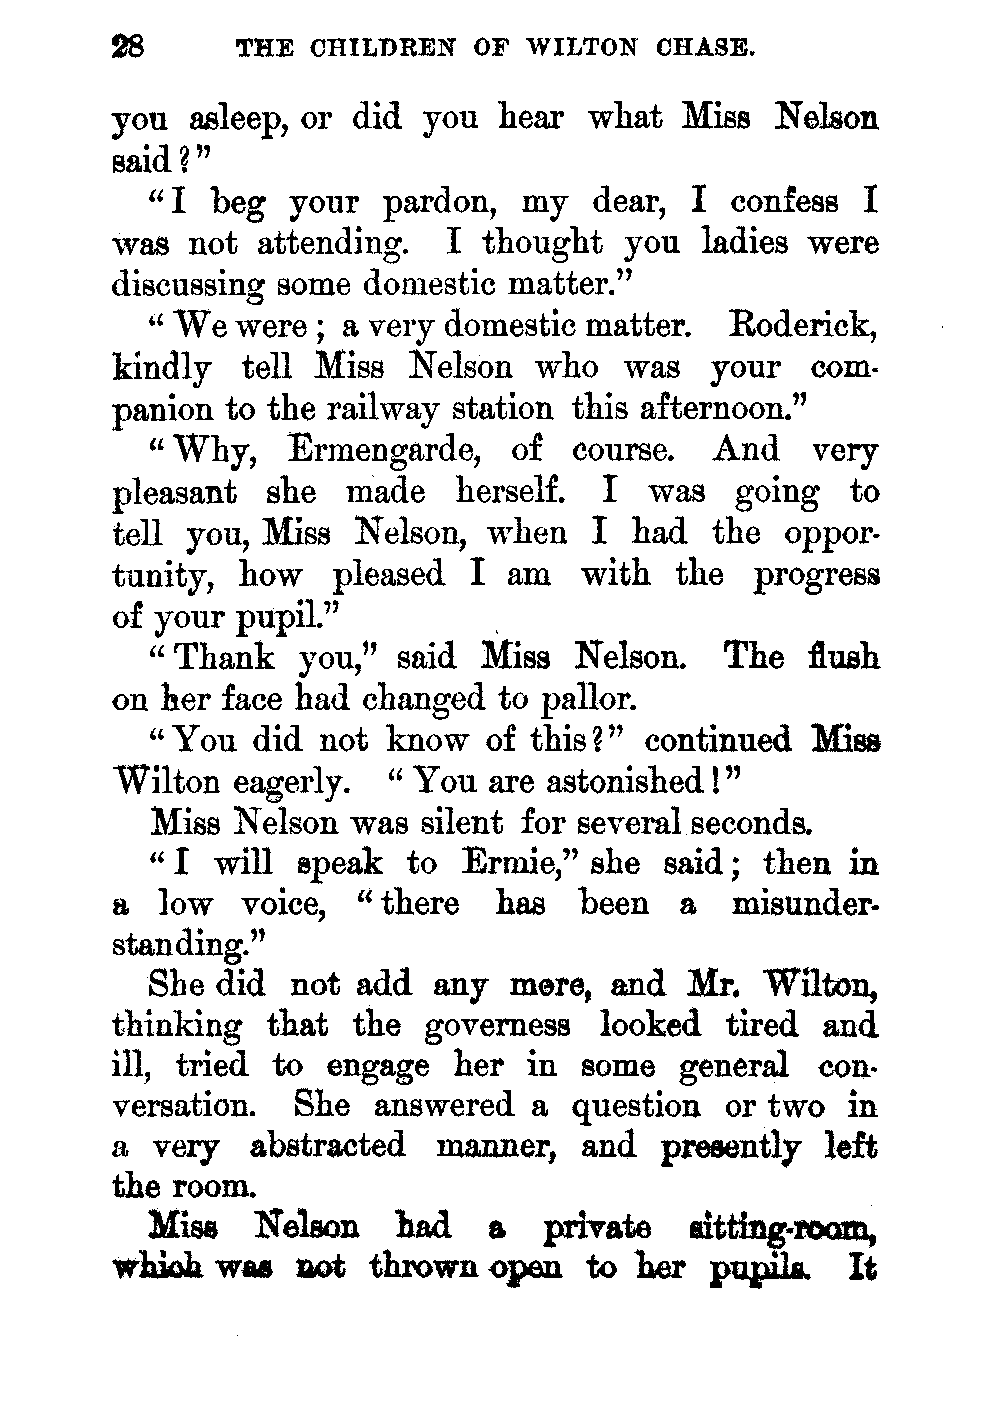 28 THE CHILDREN OF WILTON CHASE.
you asleep, or did you hear what Miss Nelson
said?"
"I beg your pardon, my dear, I confess I
was not attending. I thought you ladies were
discussing some domestic matter."
"We were; a very domestic matter. Roderick,
kindly tell Miss Nelson who was your com-
panion to the railway station this afternoon."
"Why, Ermengarde, of course. And very
pleasant she made herself. I was going to
tell you, Miss Nelson, when I had the oppor-
tunity, how pleased I am with the progress
of your pupil."
"Thank you," said Miss Nelson. The flush
on her face had changed to pallor.
"You did not know of this?" continued Miss
Wilton eagerly. "You are astonished!"
Miss Nelson was silent for several seconds.
"I will speak to Ermie," she said; then in
a low voice, "there has been a misunder-
standing."
She did not add any more, and Mr. Wilton,
thinking that the governess looked tired and
ill, tried to engage her in some general con-
versation. She answered a question or two in
a very abstracted manner, and presently left
the room.
Miss Nelson had a private sitting-room,
which was not thrown open to her pupils. It